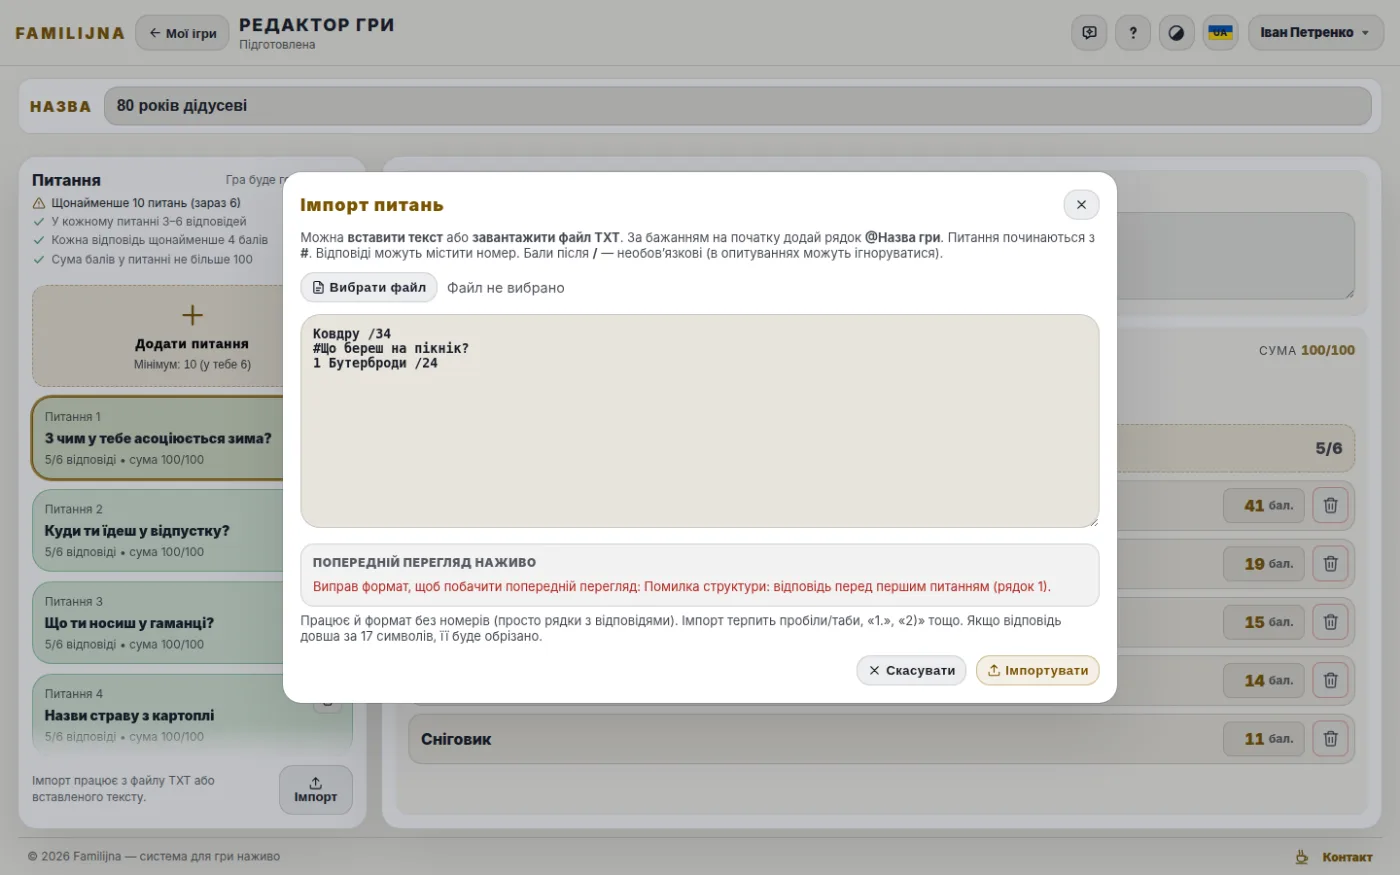 FAMILIJNA
← Мої ігри
РЕДАКТОР ГРИ
Підготовлена
?
UA
Іван Петренко
НАЗВА
80 років дідусеві
Питання
Гра буде
Щонайменше 10 питань (зараз 6)
У кожному питанні 3–6 відповідей
Кожна відповідь щонайменше 4 балів
Сума балів у питанні не більше 100
Додати питання
Мінімум: 10 (у тебе 6)
Питання 1
З чим у тебе асоціюється зима?
5/6 відповіді • сума 100/100
Питання 2
Куди ти їдеш у відпустку?
5/6 відповіді • сума 100/100
Питання 3
Що ти носиш у гаманці?
5/6 відповіді • сума 100/100
Питання 4
Назви страву з картоплі
5/6 відповіді • сума 100/100
Імпорт працює з файлу TXT або
вставленого тексту.
Імпорт
Імпорт питань
Можна вставити текст або завантажити файл TXT. За бажанням на початку додай рядок @Назва гри. Питання починаються з
#. Відповіді можуть містити номер. Бали після / — необов'язкові (в опитуваннях можуть ігноруватися).
Вибрати файл
Файл не вибрано
Ковдру /34
#Що береш на пікнік?
1 Бутерброди /24
ПОПЕРЕДНІЙ ПЕРЕГЛЯД НАЖИВО
Виправ формат, щоб побачити попередній перегляд: Помилка структури: відповідь перед першим питанням (рядок 1).
Працює й формат без номерів (просто рядки з відповідями). Імпорт терпить пробіли/таби, «1.», «2)» тощо. Якщо відповідь
довша за 17 символів, її буде обрізано.
Скасувати
Імпортувати
СУМА 100/100
5/6
41 бал.
19 бал.
15 бал.
14 бал.
Сніговик
11 бал.
© 2026 Familijna — система для гри наживо
Контакт